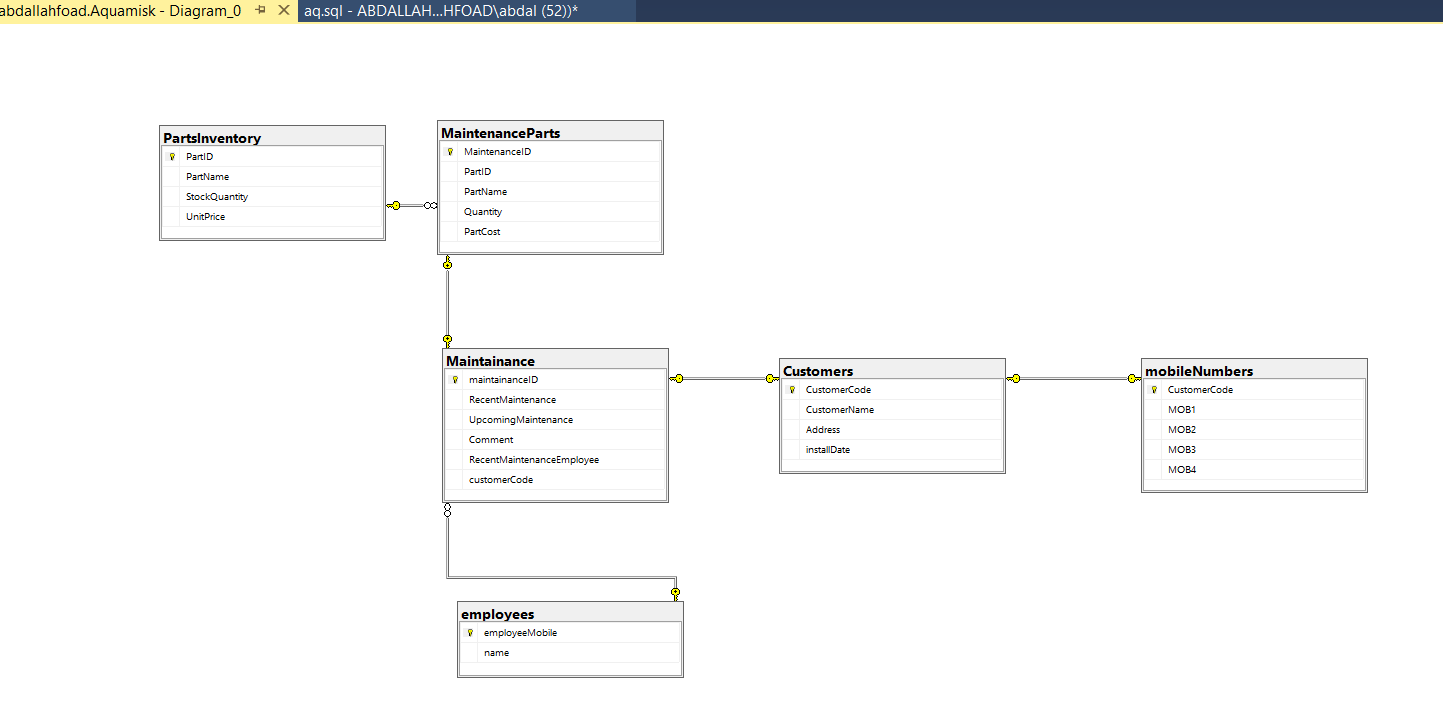 abdallahfoad.Aquamisk - Diagram_0
aq.sql - ABDALLAH...HFOAD\abdal (52))*
PartsInventory
PartID
PartName
StockQuantity
UnitPrice
MaintenanceParts
MaintenanceID
PartID
PartName
Quantity
PartCost
Maintainance
maintainanceID
RecentMaintenance
UpcomingMaintenance
Comment
RecentMaintenanceEmployee
customerCode
Customers
CustomerCode
CustomerName
Address
installDate
mobileNumbers
CustomerCode
MOB1
MOB2
MOB3
MOB4
employees
employeeMobile
name